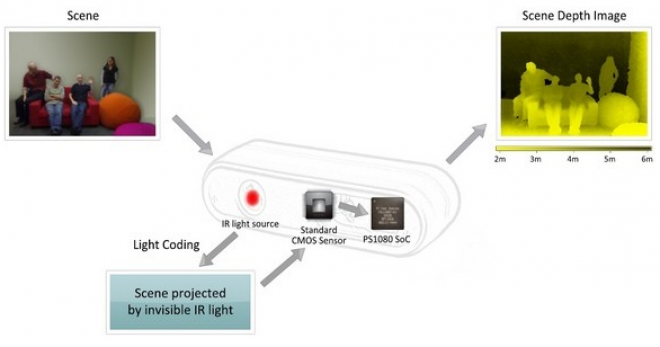 Scene
Scene Depth Image
2m 3m 4m 5m 6m
IR light source
Standard
CMOS Sensor
PS1080 SoC
Light Coding
Scene projected
by invisible IR light